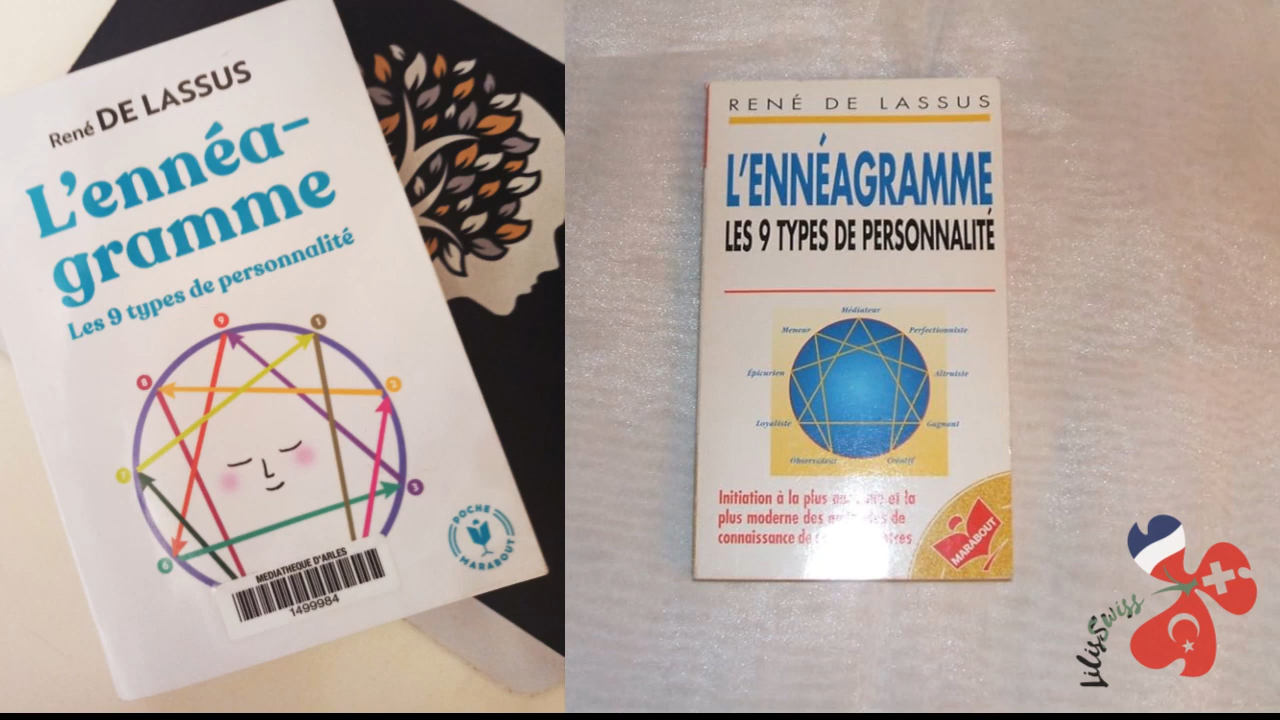 René DE LASSUS
L'ennéa-
gramme
Les 9 types de personnalité
9
1
8
2
7
3
6
MEDIATHEQUE D'ARLES
1499984
POCHE
MARABOUT
RENÉ DE LASSUS
L'ENNÉAGRAMME
LES 9 TYPES DE PERSONNALITÉ
Médiateur
Meneur
Perfectionniste
Épicurien
Altruiste
Loyaliste
Gagnant
Observateur
Créatif
Initiation à la plus et la
plus moderne des de
connaissance de
MARABOUT
LilisSwiss